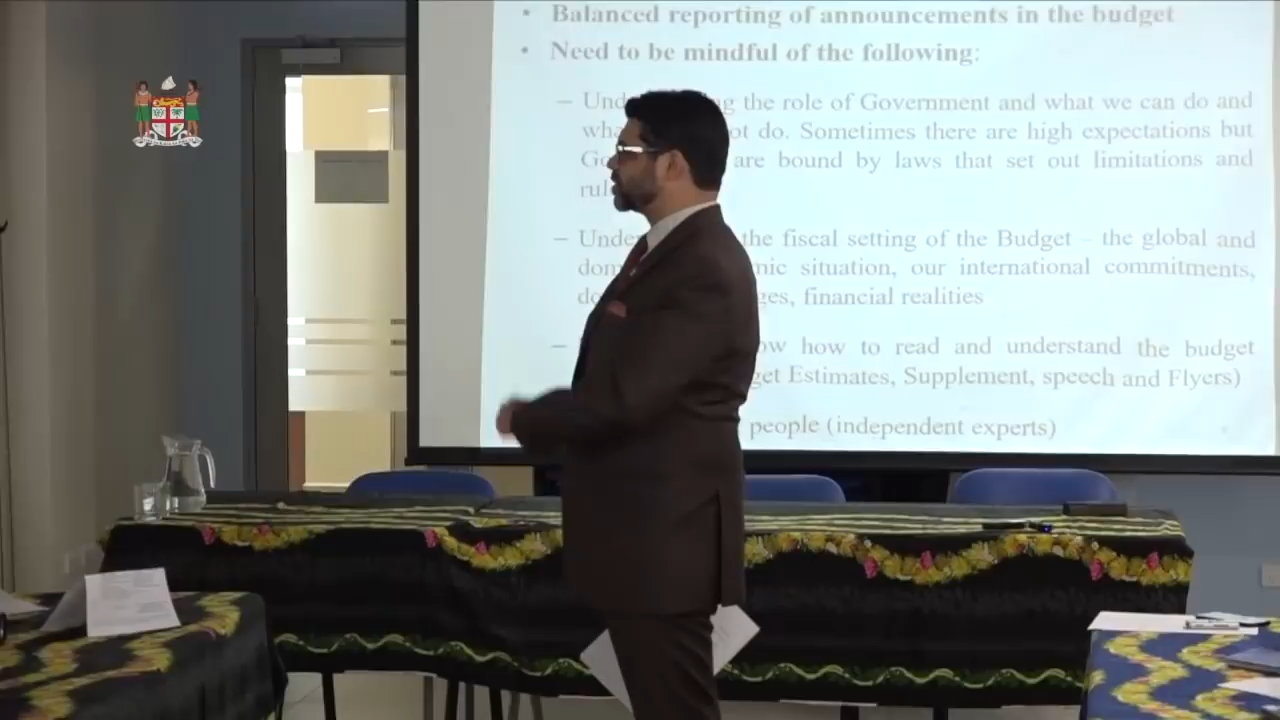 • Balanced reporting of announcements in the budget
• Need to be mindful of the following:
– Und g the role of Government and what we can do and
wha ot do. Sometimes there are high expectations but
Go are bound by laws that set out limitations and
rul
– Unde the fiscal setting of the Budget – the global and
dom mic situation, our international commitments,
do ges, financial realities
– ow how to read and understand the budget
get Estimates, Supplement, speech and Flyers)
people (independent experts)